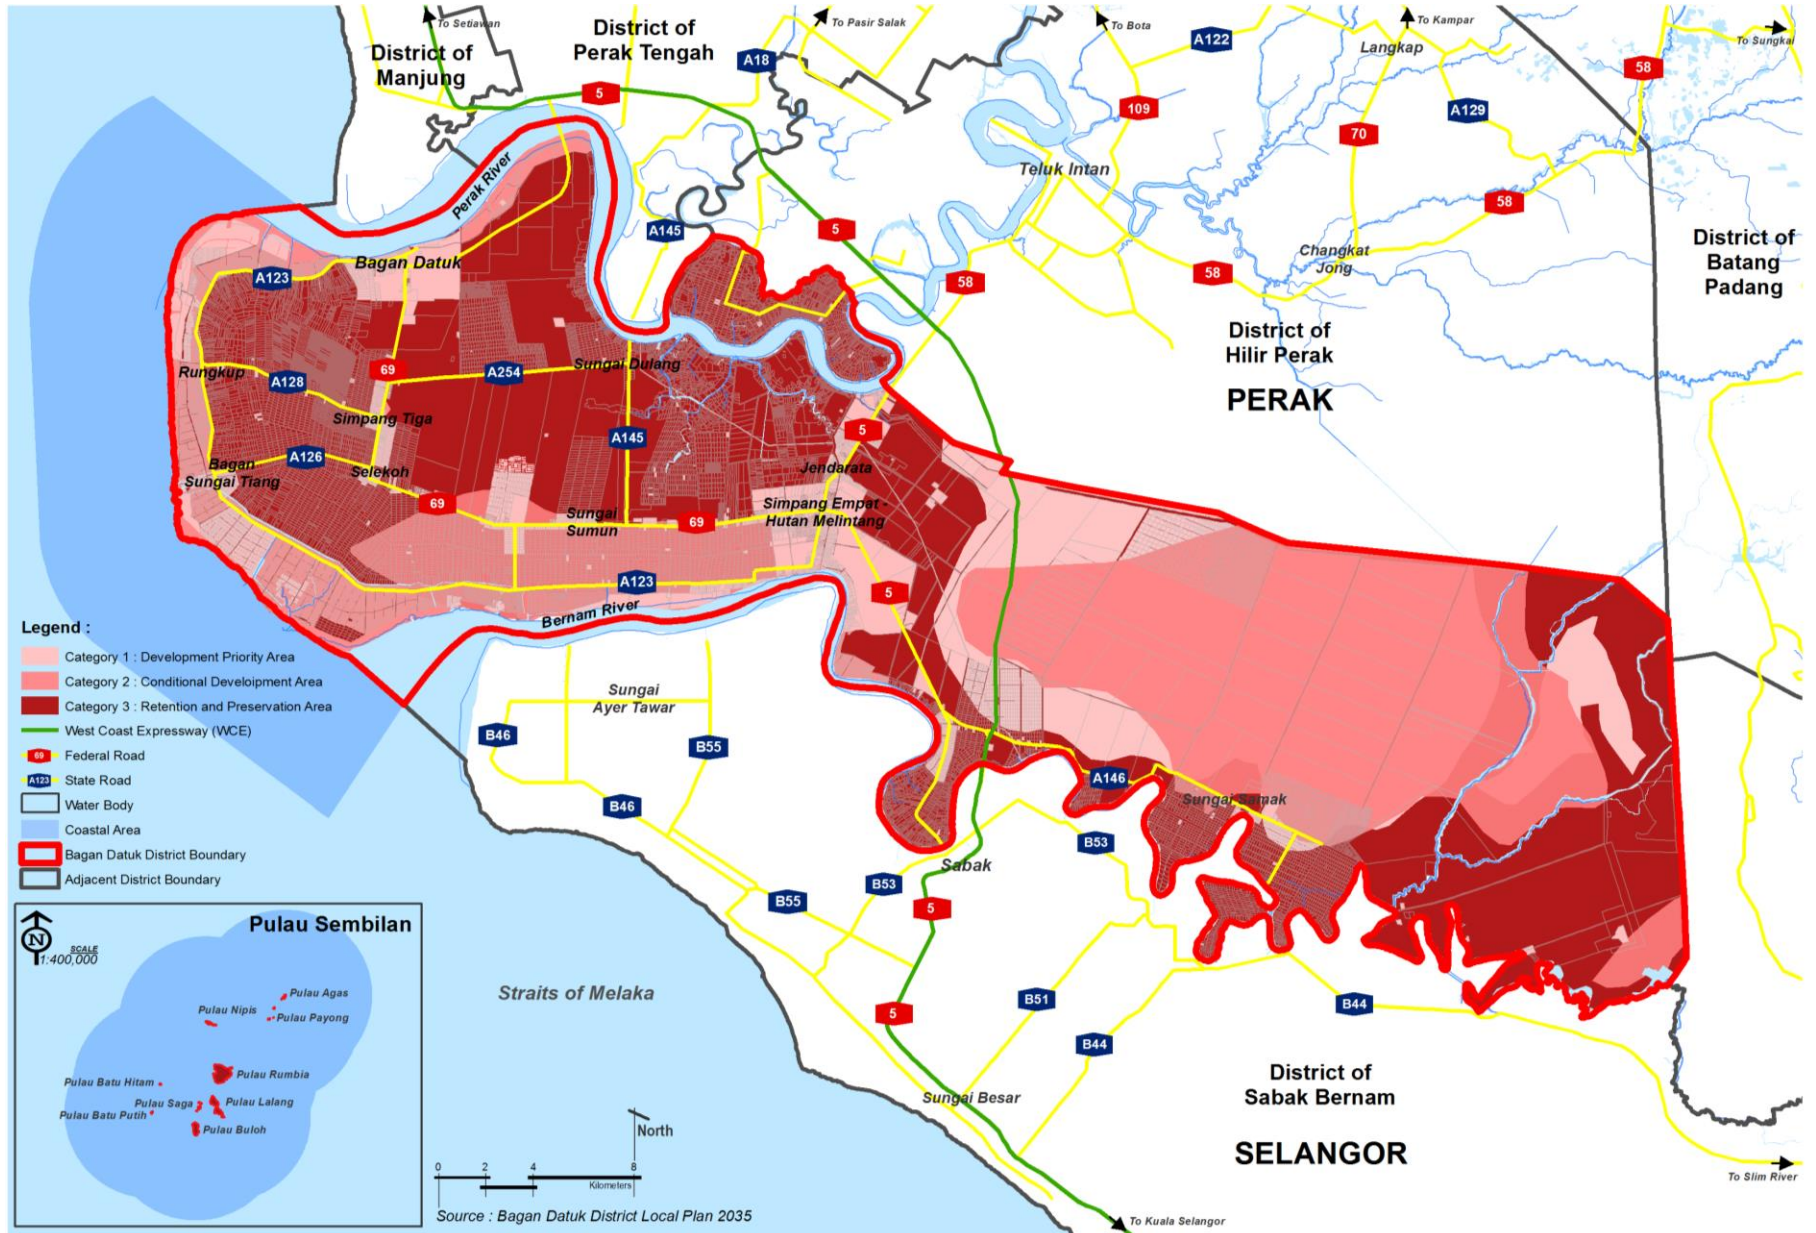 To Setiawan
District of
Manjung
District of
Perak Tengah
To Pasir Salak
A18
5
To Bota
A122
To Kampar
Langkap
58
To Sungkai
109
70
A129
Perak River
Teluk Intan
A145
5
58
58
58
Changkat
Jong
District of
Batang
Padang
Bagan Datuk
A123
District of
Hilir Perak
PERAK
Rungkup
A128
69
A254
Sungai Dulang
Simpang Tiga
A145
5
A126
Bagan
Sungai Tiang
Selekoh
Jendarata
69
Sungai
Sumun
69
Simpang Empat -
Hutan Melintang
A123
5
Bernam River
Legend :
Category 1 : Development Priority Area
Category 2 : Conditional Develoipment Area
Category 3 : Retention and Preservation Area
West Coast Expressway (WCE)
69 Federal Road
A123 State Road
Water Body
Coastal Area
Bagan Datuk District Boundary
Adjacent District Boundary
Sungai
Ayer Tawar
B46
B55
B46
A146
Sungai Samak
B53
Sabak
B53
B55
5
Straits of Melaka
5
B51
B44
B44
District of
Sabak Bernam
SELANGOR
Sungai Besar
To Slim River
To Kuala Selangor
Pulau Sembilan
N
SCALE
1:400,000
Pulau Agas
Pulau Nipis
Pulau Payong
Pulau Rumbia
Pulau Batu Hitam
Pulau Saga
Pulau Lalang
Pulau Batu Putih
Pulau Buloh
North
0 2 4 8
Kilometers
Source : Bagan Datuk District Local Plan 2035